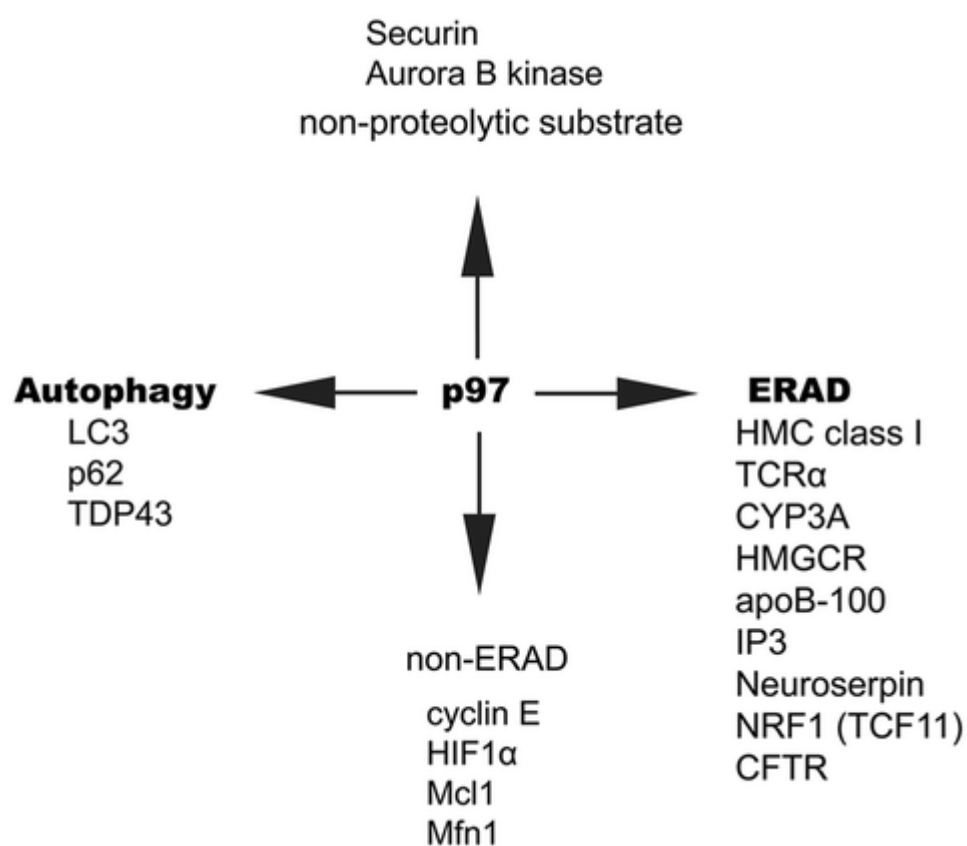 Securin
Aurora B kinase
non-proteolytic substrate
Autophagy
LC3
p62
TDP43
p97
ERAD
HMC class I
TCRα
CYP3A
HMGCR
apoB-100
IP3
Neuroserpin
NRF1 (TCF11)
CFTR
non-ERAD
cyclin E
HIF1α
Mcl1
Mfn1